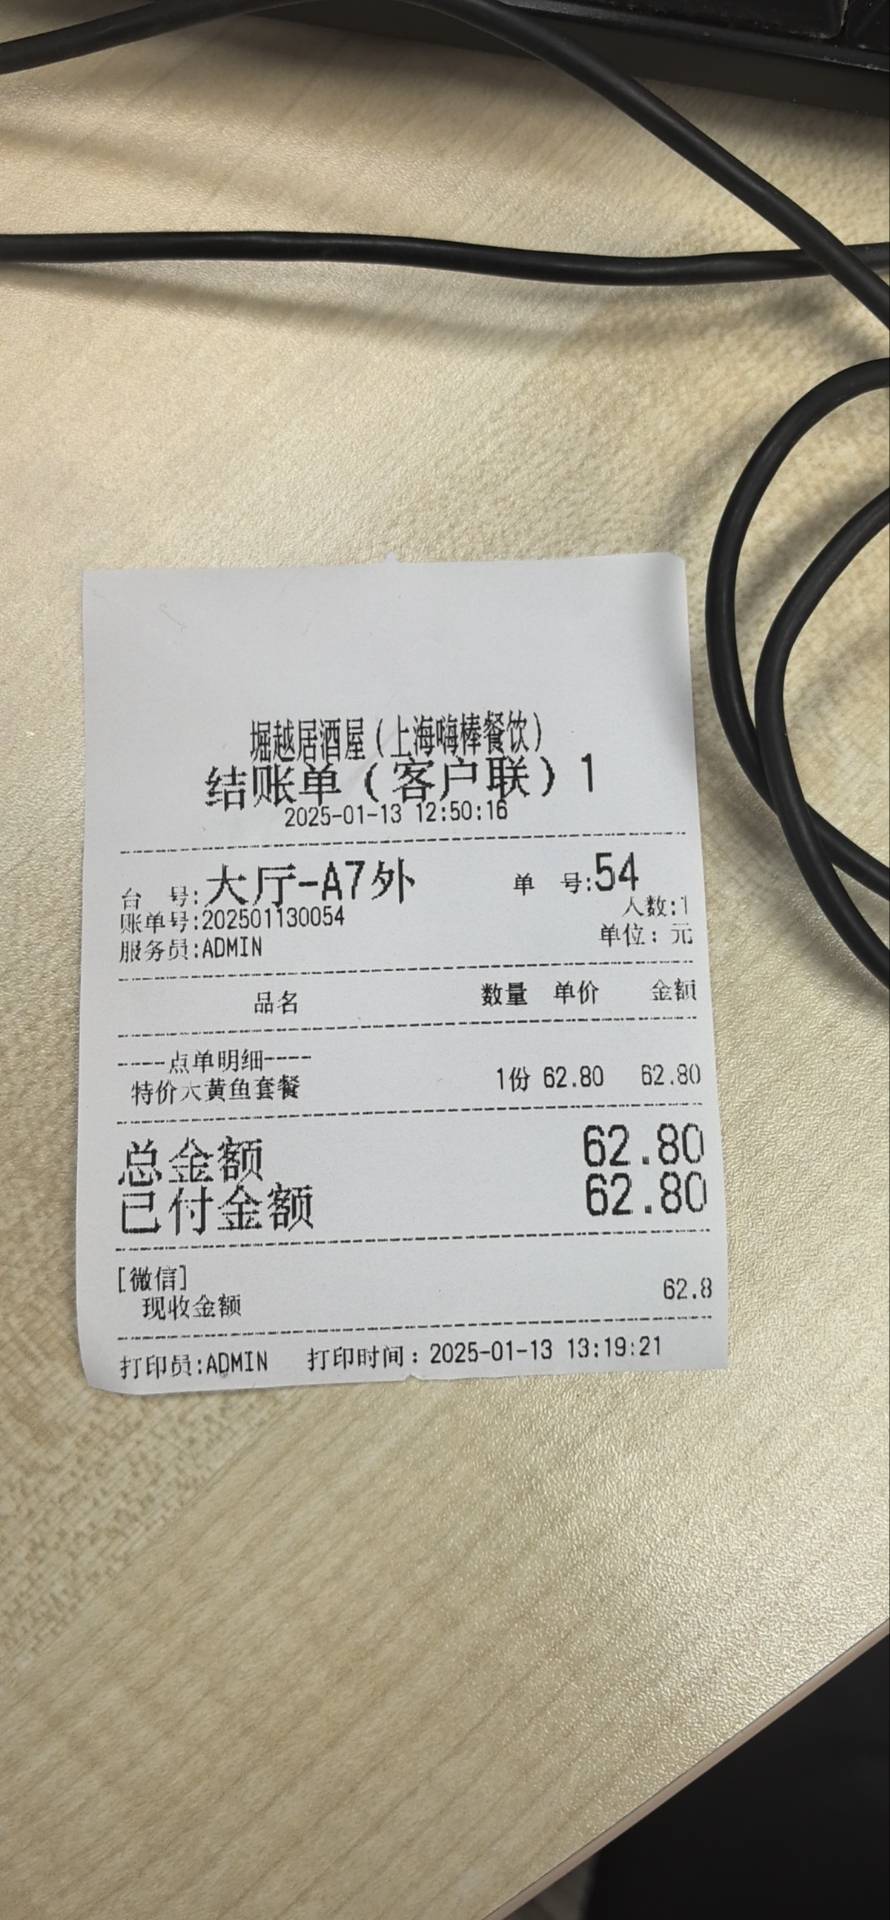 堀越居酒屋（上海嗨棒餐饮）
结账单（客户联）1
2025-01-13 12:50:16
台 号:大厅-A7外 单 号:54
账单号:202501130054 人数:1
服务员:ADMIN 单位：元
品名 数量 单价 金额
----点单明细----
特价大黄鱼套餐 1份 62.80 62.80
总金额 62.80
已付金额 62.80
[微信]
现收金额 62.8
打印员:ADMIN 打印时间：2025-01-13 13:19:21